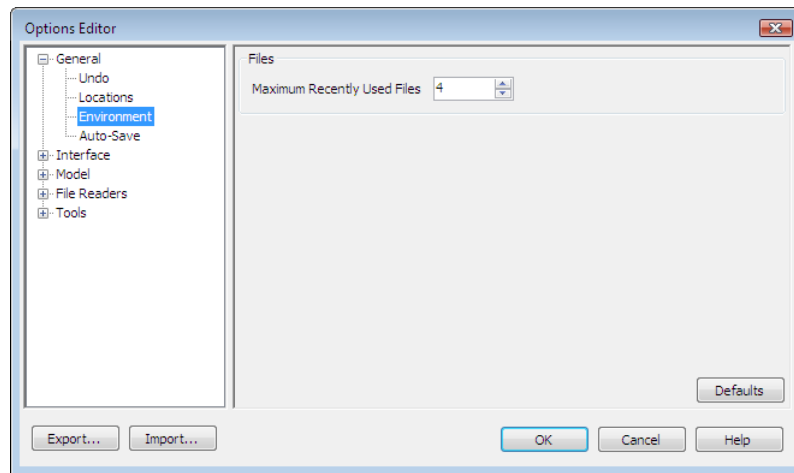 Options Editor
General
Undo
Locations
Environment
Auto-Save
Interface
Model
File Readers
Tools
Files
Maximum Recently Used Files 4
Defaults
Export... Import... OK Cancel Help